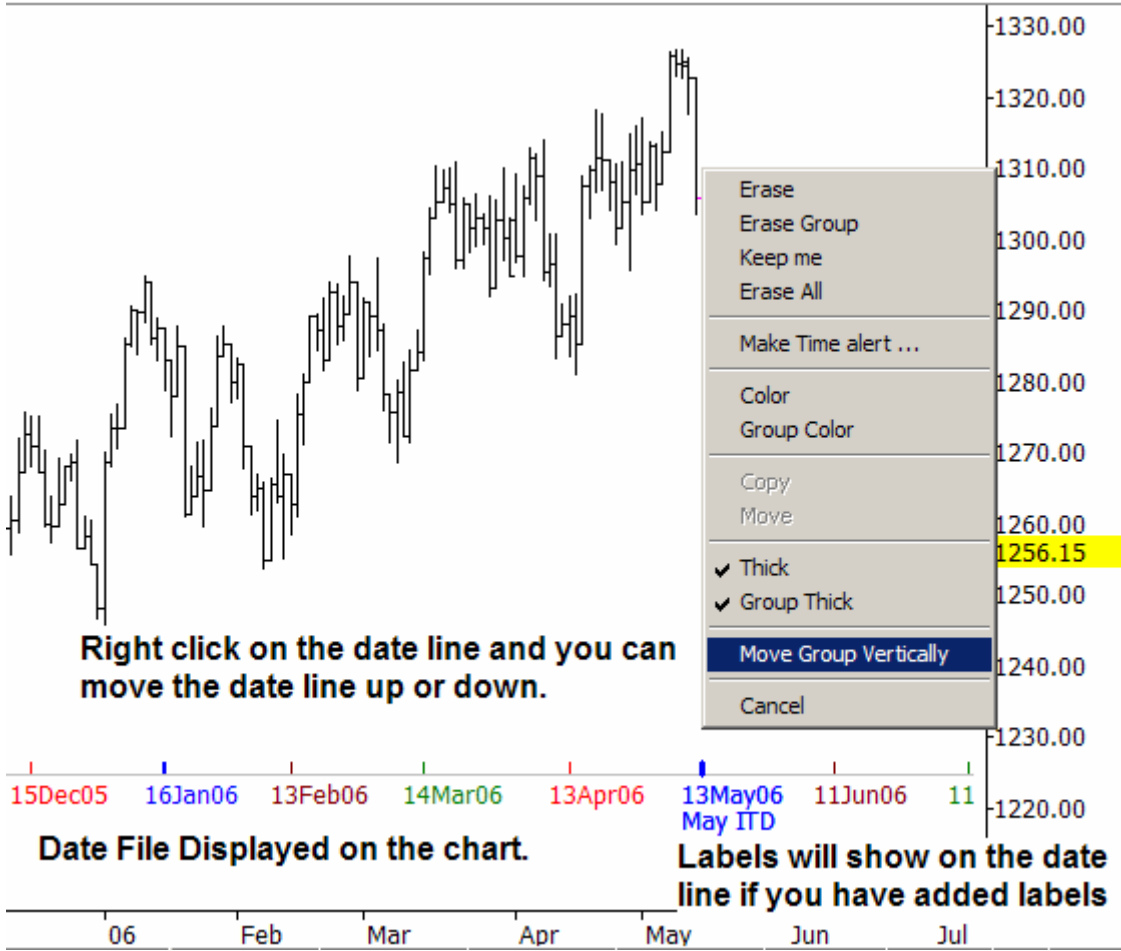 1330.00
1320.00
1310.00
1300.00
1290.00
1280.00
1270.00
1260.00
1256.15
1250.00
1240.00
1230.00
1220.00
Erase
Erase Group
Keep me
Erase All
Make Time alert ...
Color
Group Color
Copy
Move
Thick
Group Thick
Move Group Vertically
Cancel
Right click on the date line and you can
move the date line up or down.
15Dec05 16Jan06 13Feb06 14Mar06 13Apr06 13May06 11Jun06 11
May ITD
Date File Displayed on the chart.
Labels will show on the date
line if you have added labels
06 Feb Mar Apr May Jun Jul